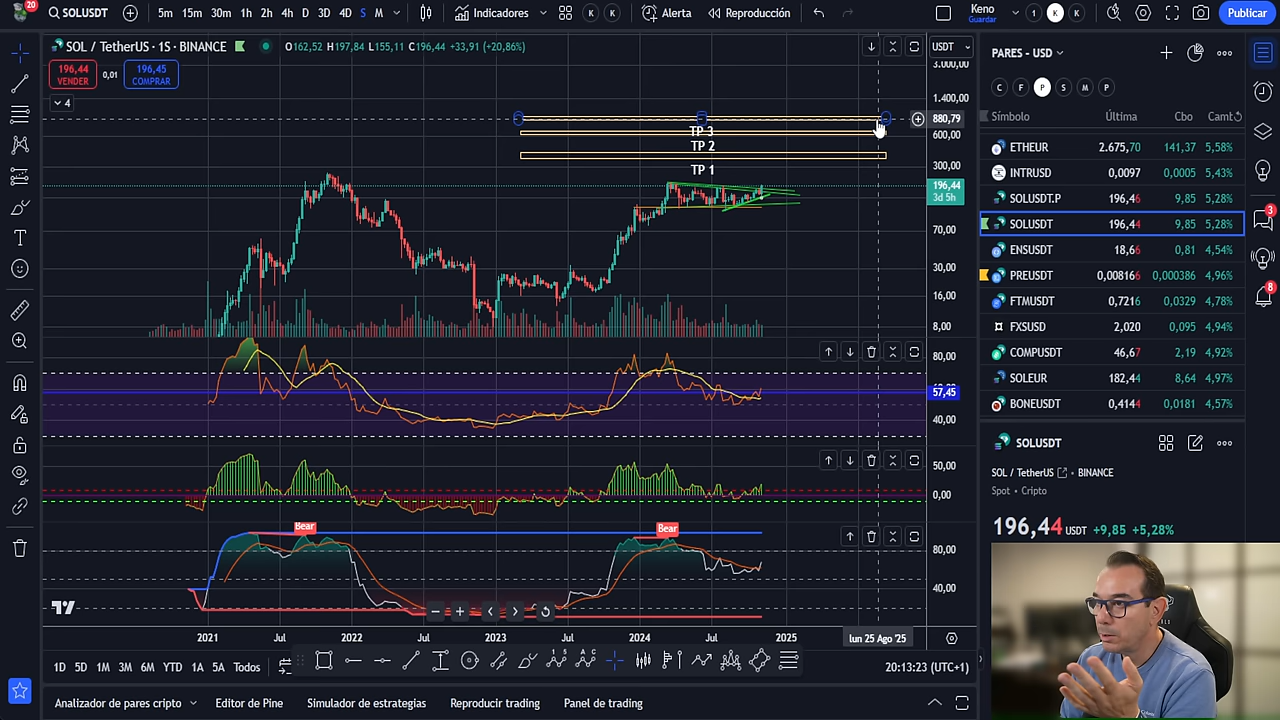 20
SOLUSDT
5m 15m 30m 1h 2h 4h D 3D 4D S M
Indicadores
K K
Alerta
Reproducción
Keno
Guardar
1 K K
Publicar
SOL / TetherUS · 1S · BINANCE
O162,52 H197,84 L155,11 C196,44 +33,91 (+20,86%)
USDT
196,44
VENDER
0,01
196,45
COMPRAR
4
3.000,00
1.400,00
880,79
600,00
300,00
196,44
3d 5h
70,00
30,00
16,00
8,00
TP 3
TP 2
TP 1
80,00
57,45
40,00
50,00
0,00
Bear
Bear
80,00
40,00
2021 Jul 2022 Jul 2023 Jul 2024 Jul 2025
lun 25 Ago '25
1D 5D 1M 3M 6M YTD 1A 5A Todos
20:13:23 (UTC+1)
Analizador de pares cripto
Editor de Pine
Simulador de estrategias
Reproducir trading
Panel de trading
PARES - USD
C F P S M P
Símbolo Última Cbo Camt
ETHEUR 2.675,70 141,37 5,58%
INTRUSD 0,0097 0,0005 5,43%
SOLUSDT.P 196,46 9,85 5,28%
SOLUSDT 196,44 9,85 5,28%
ENSUSDT 18,66 0,81 4,54%
PREUSDT 0,008166 0,000386 4,96%
FTMUSDT 0,7216 0,0329 4,78%
FXSUSD 2,020 0,095 4,94%
COMPUSDT 46,67 2,19 4,92%
SOLEUR 182,44 8,64 4,97%
BONEUSDT 0,4144 0,0181 4,57%
SOLUSDT
SOL / TetherUS · BINANCE
Spot · Cripto
196,44 USDT +9,85 +5,28%
3
8